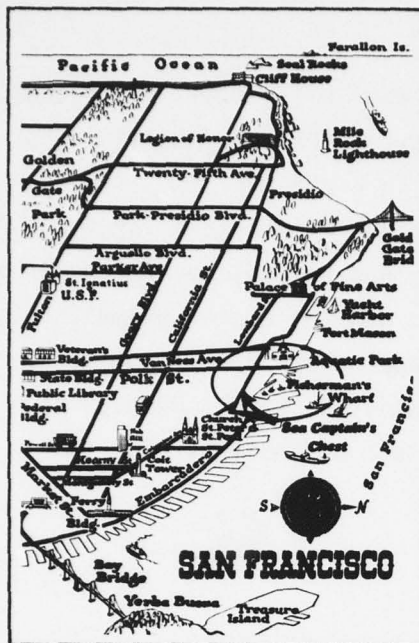 Farallon Is.
Pacific Ocean
Seal Rocks
Cliff House
Legion of Honor
Mile
Rock
Lighthouse
Golden
Gate
Park
Twenty-Fifth Ave.
Presidio
Park-Presidio Blvd.
Gold
Gate
Brid
Arguello Blvd.
Parker Ave
St. Ignatius
U.S.F.
Fulton
Geary Blvd.
California St.
Lombard
Palace of Fine Arts
Yacht
Harbor
Fort Mason
Veteran's
Bldg.
Van Ness Ave.
Aquatic Park
State Bldg.
Polk St.
Public Library
Federal
Bldg.
Fisherman's
Wharf
Church
St. Peter
St. Paul
Sea Captain's
Chest
San Francis-
Kearny
Coit
Tower
Market St.
Embarcadero
Ferry
Bldg.
S
N
SAN FRANCISCO
Bay
Bridge
Yerba Buena
Treasure
Island